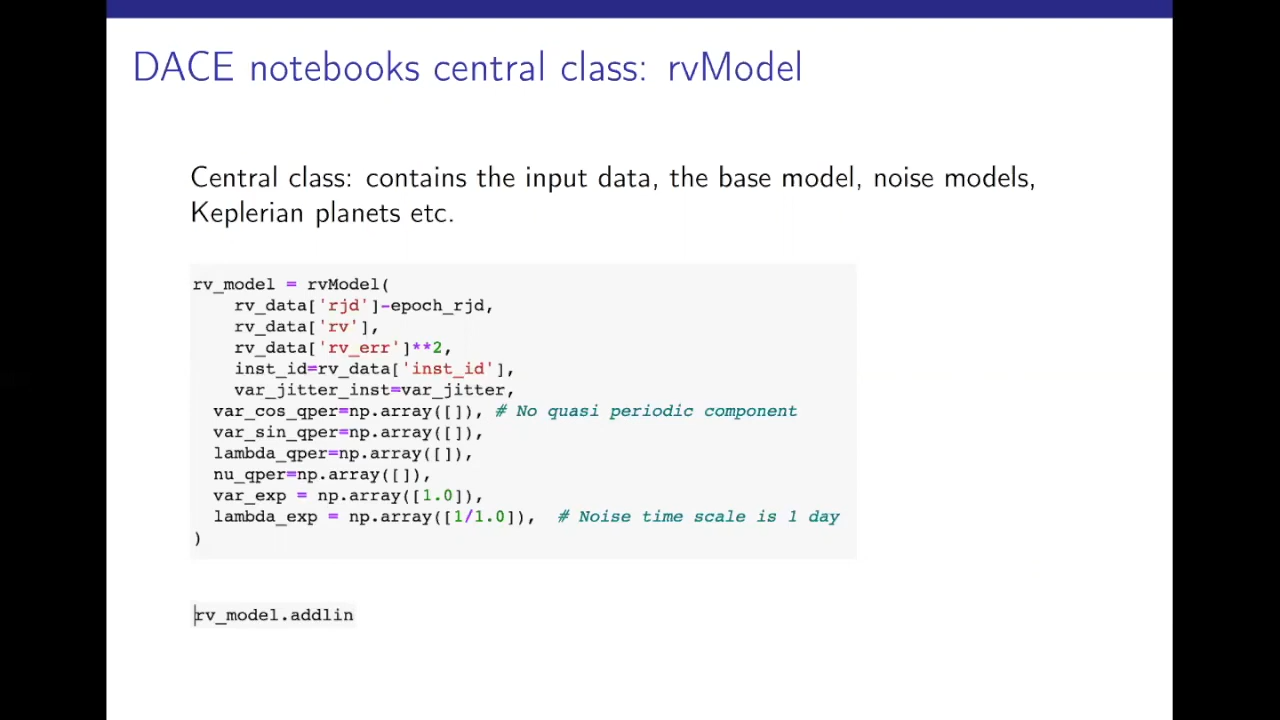 DACE notebooks central class: rvModel
Central class: contains the input data, the base model, noise models,
Keplerian planets etc.
rv_model = rvModel(
    rv_data['rjd']-epoch_rjd,
    rv_data['rv'],
    rv_data['rv_err']**2,
    inst_id=rv_data['inst_id'],
    var_jitter_inst=var_jitter,
  var_cos_qper=np.array([]), # No quasi periodic component
  var_sin_qper=np.array([]),
  lambda_qper=np.array([]),
  nu_qper=np.array([]),
  var_exp = np.array([1.0]),
  lambda_exp = np.array([1/1.0]),  # Noise time scale is 1 day
)
rv_model.addlin